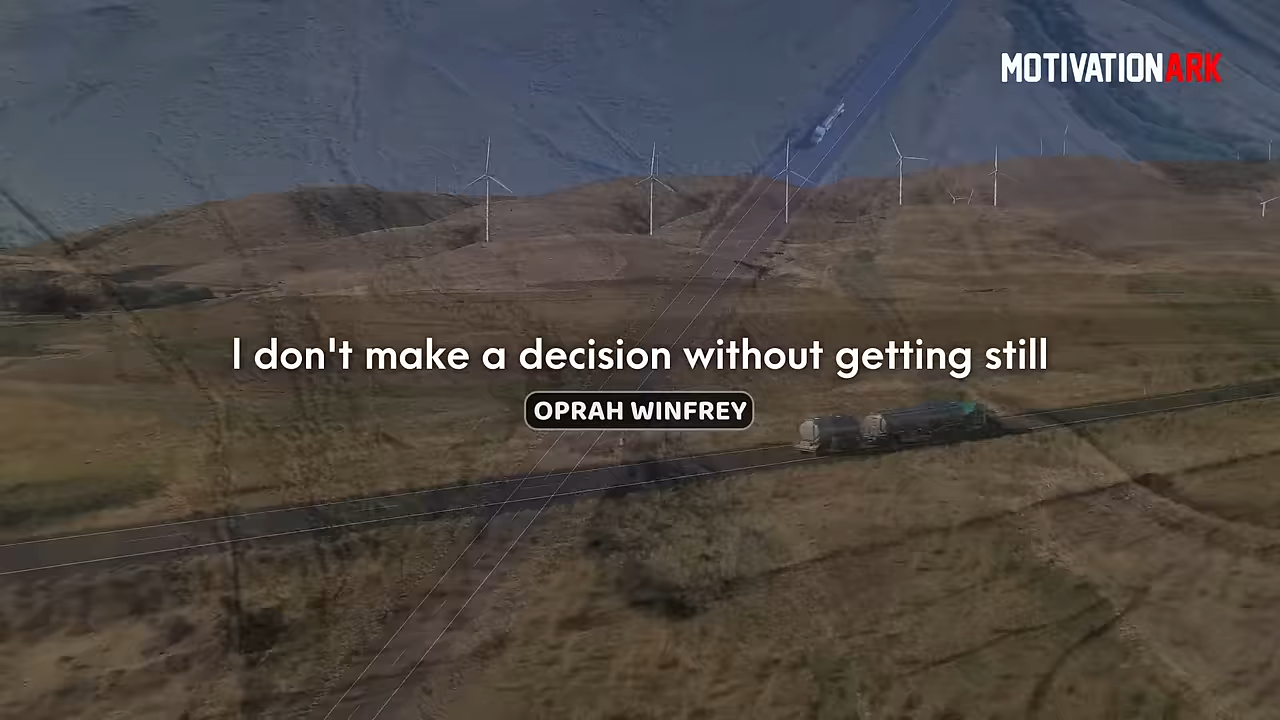 MOTIVATIONARK
I don't make a decision without getting still
OPRAH WINFREY